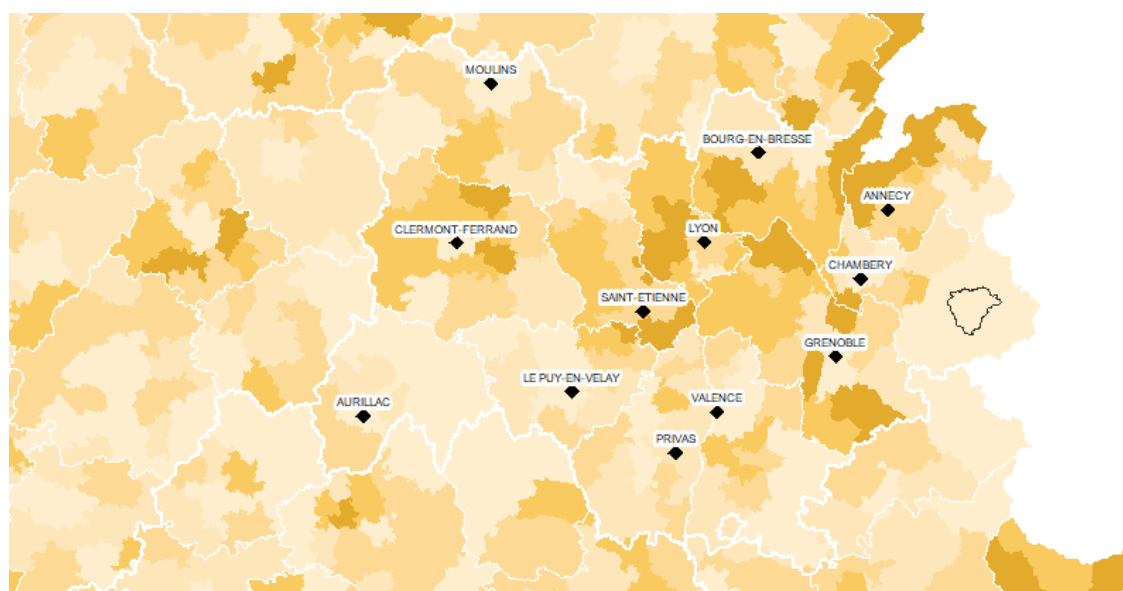 MOULINS
BOURG-EN-BRESSE
ANNECY
CLERMONT-FERRAND
LYON
CHAMBERY
SAINT-ETIENNE
GRENOBLE
LE PUY-EN-VELAY
AURILLAC
VALENCE
PRIVAS